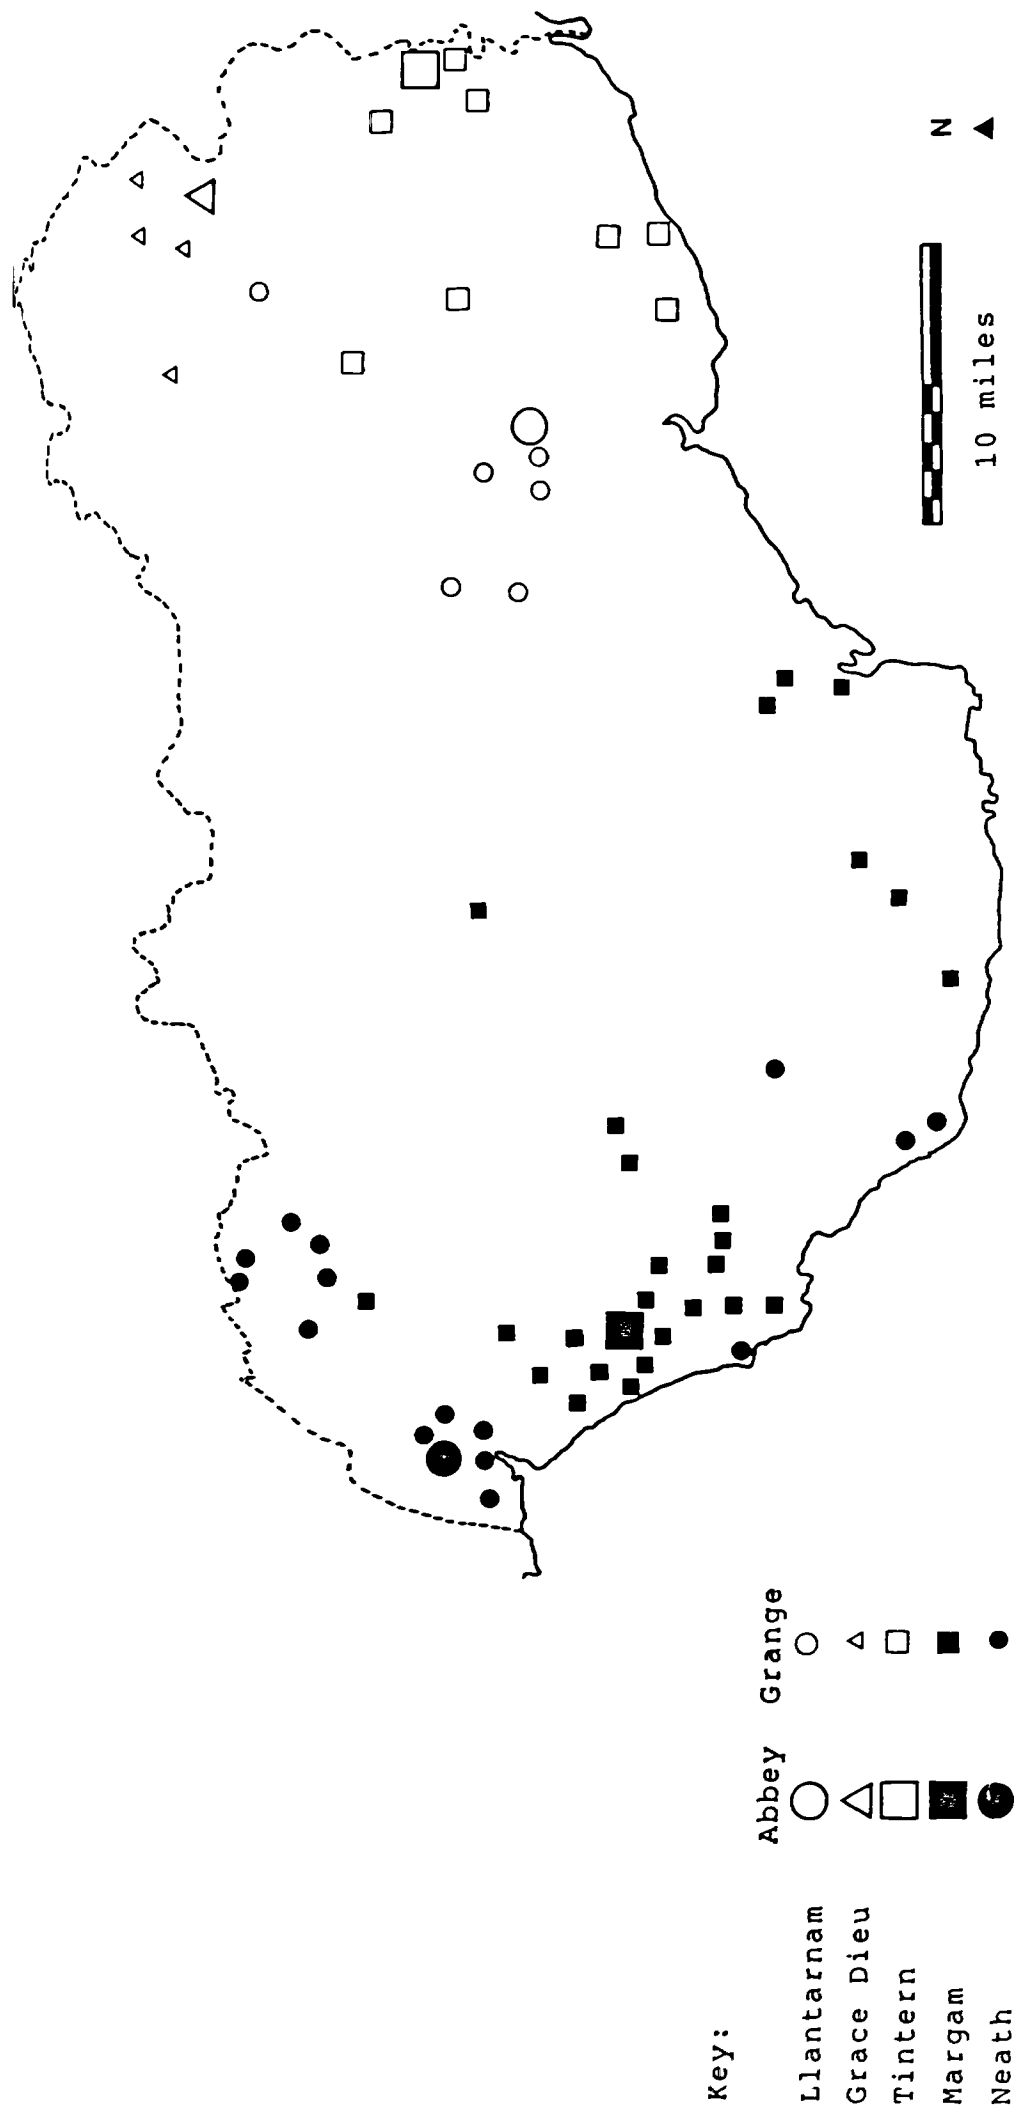 N
10 miles
Key:
Abbey Grange
Llantarnam
Grace Dieu
Tintern
Margam
Neath